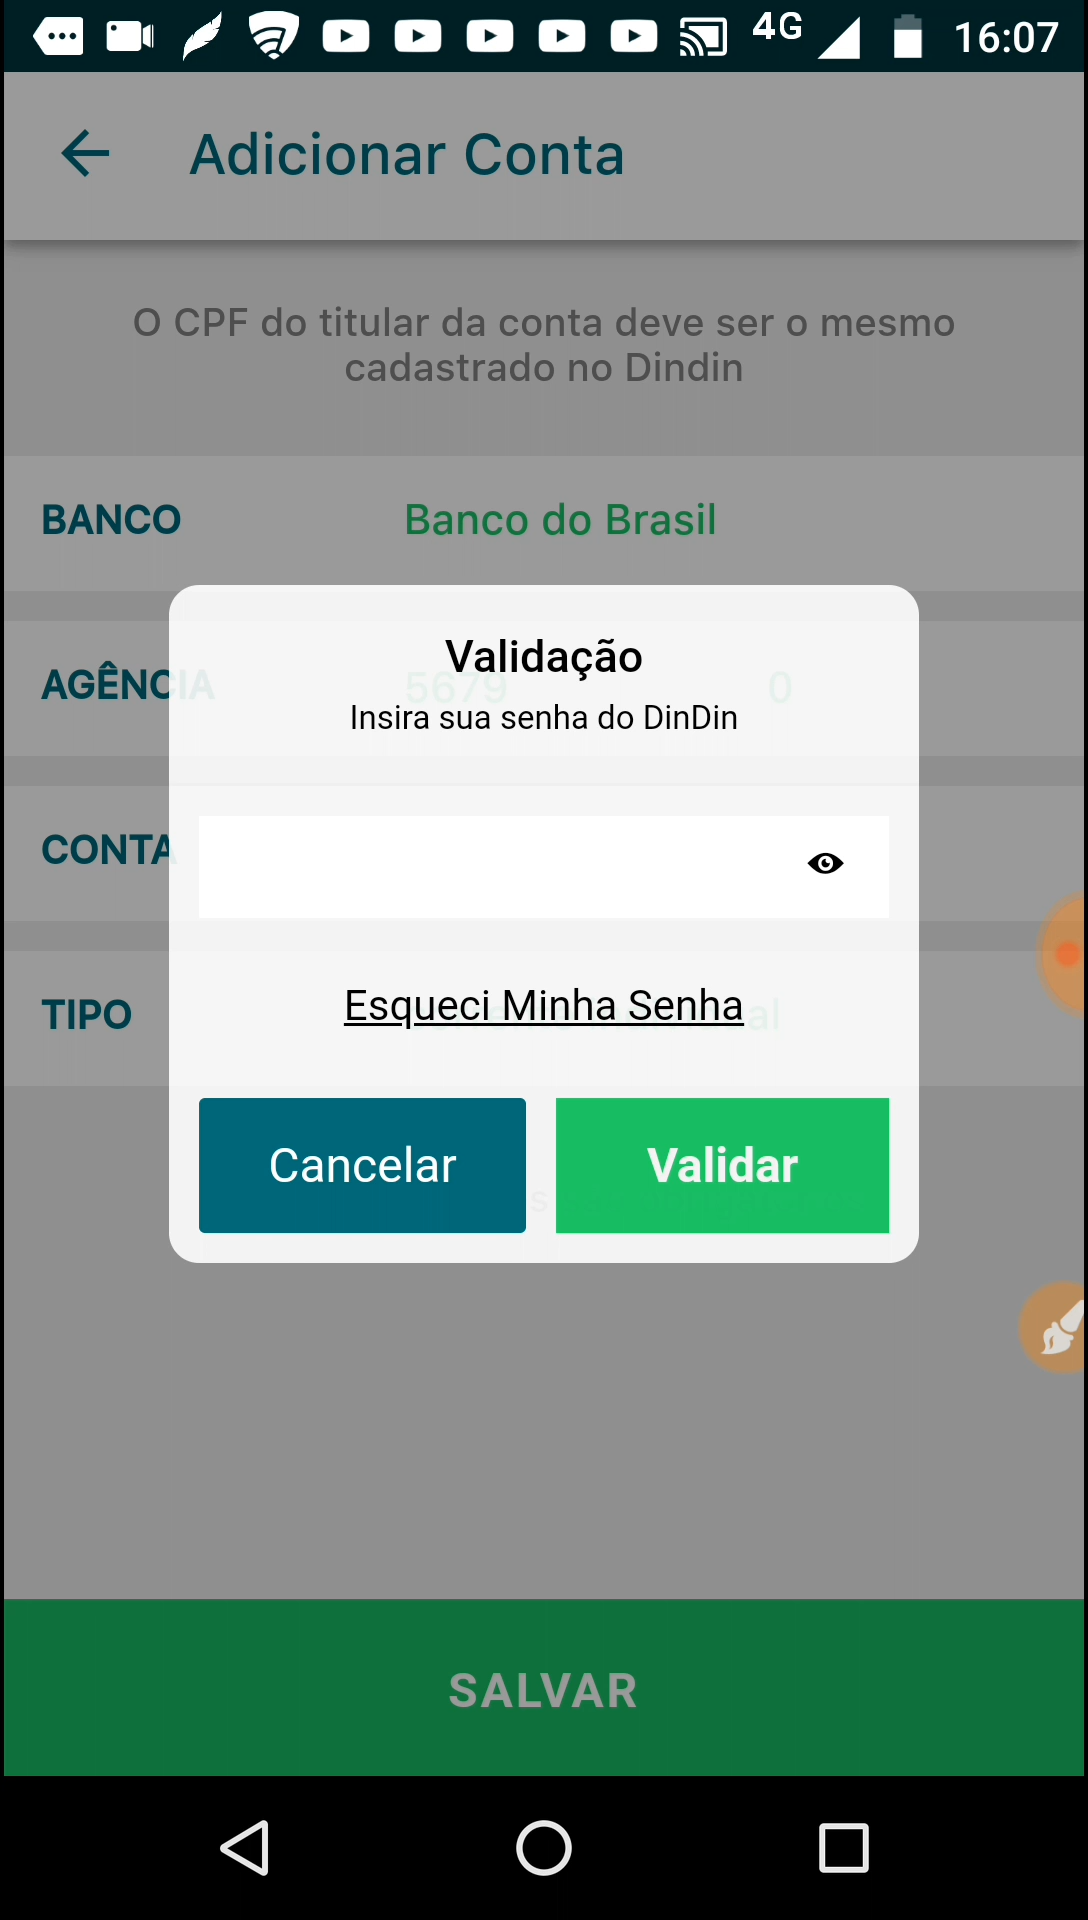 4G 16:07
Adicionar Conta
O CPF do titular da conta deve ser o mesmo
cadastrado no Dindin
BANCO Banco do Brasil
Validação
AGÊNCIA 5679 0
Insira sua senha do DinDin
CONTA
TIPO
Esqueci Minha Senha
Cancelar Validar
SALVAR